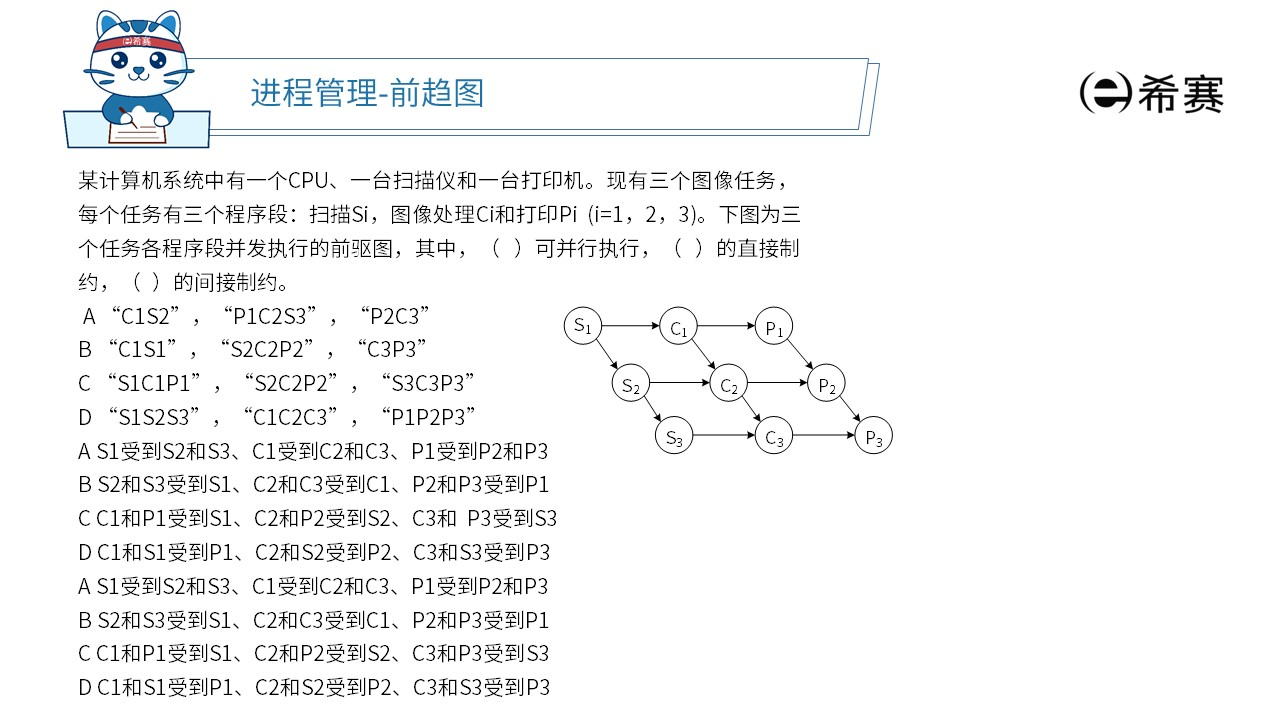 (e)希赛
进程管理-前趋图
(e)希赛
某计算机系统中有一个CPU、一台扫描仪和一台打印机。现有三个图像任务，
每个任务有三个程序段：扫描Si，图像处理Ci和打印Pi (i=1，2，3)。下图为三
个任务各程序段并发执行的前驱图，其中，（ ）可并行执行，（ ）的直接制
约，（ ）的间接制约。
A “C1S2”，“P1C2S3”，“P2C3”
B “C1S1”，“S2C2P2”，“C3P3”
C “S1C1P1”，“S2C2P2”，“S3C3P3”
D “S1S2S3”，“C1C2C3”，“P1P2P3”
A S1受到S2和S3、C1受到C2和C3、P1受到P2和P3
B S2和S3受到S1、C2和C3受到C1、P2和P3受到P1
C C1和P1受到S1、C2和P2受到S2、C3和 P3受到S3
D C1和S1受到P1、C2和S2受到P2、C3和S3受到P3
A S1受到S2和S3、C1受到C2和C3、P1受到P2和P3
B S2和S3受到S1、C2和C3受到C1、P2和P3受到P1
C C1和P1受到S1、C2和P2受到S2、C3和P3受到S3
D C1和S1受到P1、C2和S2受到P2、C3和S3受到P3
S1 C1 P1
S2 C2 P2
S3 C3 P3